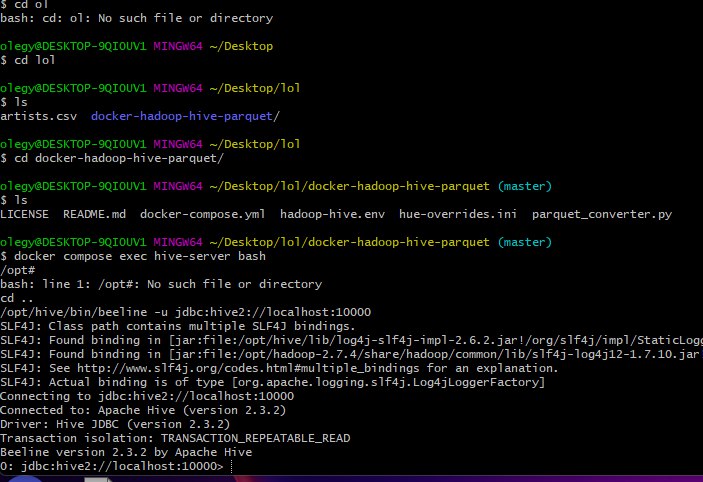 $ cd ol
bash: cd: ol: No such file or directory
olegy@DESKTOP-9QIOUV1 MINGW64 ~/Desktop
$ cd lol
olegy@DESKTOP-9QIOUV1 MINGW64 ~/Desktop/lol
$ ls
artists.csv  docker-hadoop-hive-parquet/
olegy@DESKTOP-9QIOUV1 MINGW64 ~/Desktop/lol
$ cd docker-hadoop-hive-parquet/
olegy@DESKTOP-9QIOUV1 MINGW64 ~/Desktop/lol/docker-hadoop-hive-parquet (master)
$ ls
LICENSE  README.md  docker-compose.yml  hadoop-hive.env  hue-overrides.ini  parquet_converter.py
olegy@DESKTOP-9QIOUV1 MINGW64 ~/Desktop/lol/docker-hadoop-hive-parquet (master)
$ docker compose exec hive-server bash
/opt#
bash: line 1: /opt#: No such file or directory
cd ..
/opt/hive/bin/beeline -u jdbc:hive2://localhost:10000
SLF4J: Class path contains multiple SLF4J bindings.
SLF4J: Found binding in [jar:file:/opt/hive/lib/log4j-slf4j-impl-2.6.2.jar!/org/slf4j/impl/StaticLogg
SLF4J: Found binding in [jar:file:/opt/hadoop-2.7.4/share/hadoop/common/lib/slf4j-log4j12-1.7.10.jar
SLF4J: See http://www.slf4j.org/codes.html#multiple_bindings for an explanation.
SLF4J: Actual binding is of type [org.apache.logging.slf4j.Log4jLoggerFactory]
Connecting to jdbc:hive2://localhost:10000
Connected to: Apache Hive (version 2.3.2)
Driver: Hive JDBC (version 2.3.2)
Transaction isolation: TRANSACTION_REPEATABLE_READ
Beeline version 2.3.2 by Apache Hive
0: jdbc:hive2://localhost:10000>